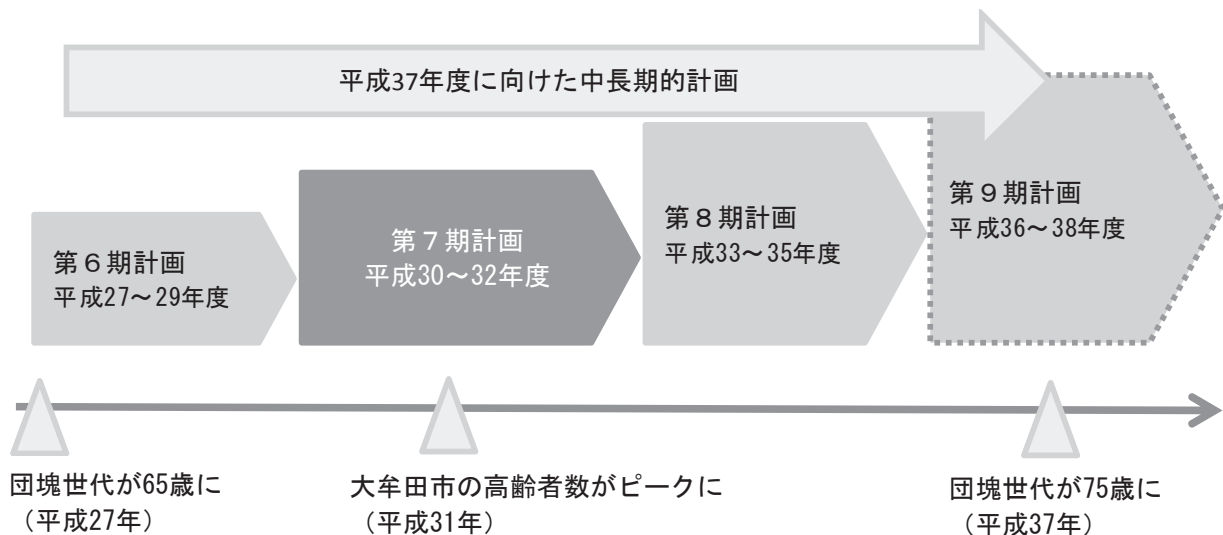 平成37年度に向けた中長期的計画
第６期計画
平成27～29年度
第７期計画
平成30～32年度
第８期計画
平成33～35年度
第９期計画
平成36～38年度
団塊世代が65歳に
（平成27年）
大牟田市の高齢者数がピークに
（平成31年）
団塊世代が75歳に
（平成37年）